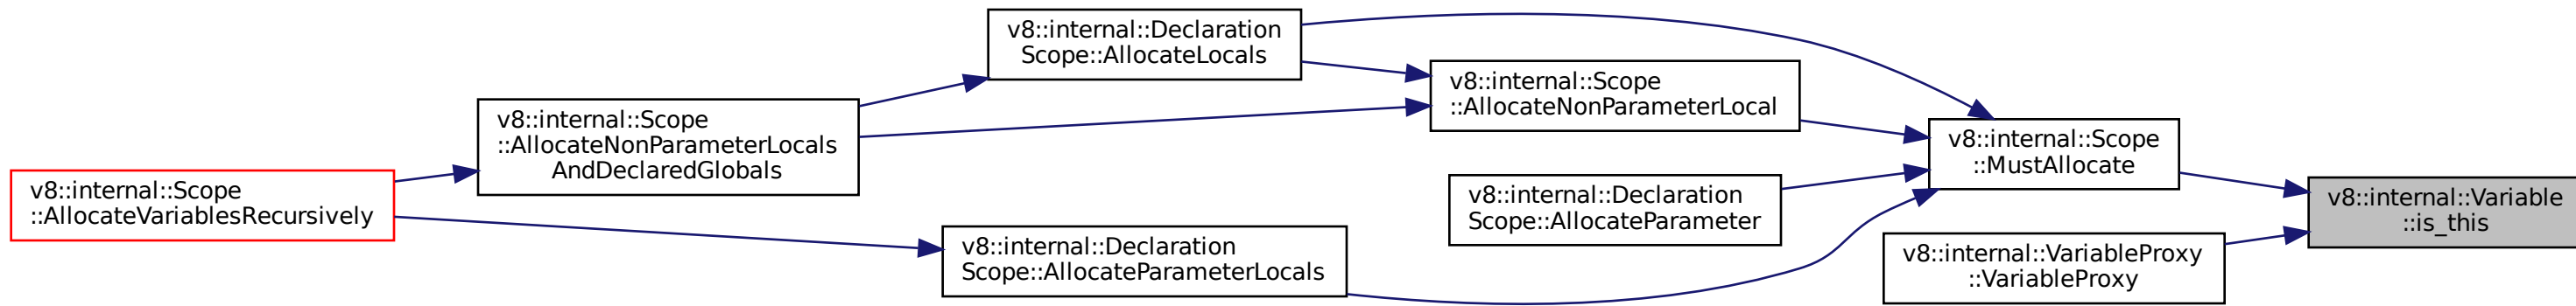 v8::internal::Scope
::AllocateVariablesRecursively
v8::internal::Scope
::AllocateNonParameterLocals
AndDeclaredGlobals
v8::internal::Declaration
Scope::AllocateLocals
v8::internal::Declaration
Scope::AllocateParameterLocals
v8::internal::Scope
::AllocateNonParameterLocal
v8::internal::Declaration
Scope::AllocateParameter
v8::internal::Scope
::MustAllocate
v8::internal::VariableProxy
::VariableProxy
v8::internal::Variable
::is_this